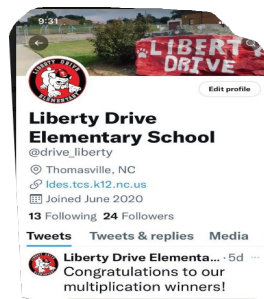 9:31
LIBERTY
DRIVE
LIBERTY DRIVE
Edit profile
Liberty Drive
Elementary School
@drive_liberty
Thomasville, NC
ldes.tcs.k12.nc.us
Joined June 2020
13 Following 24 Followers
Tweets Tweets & replies Media
Liberty Drive Elementa... · 5d ...
Congratulations to our
multiplication winners!